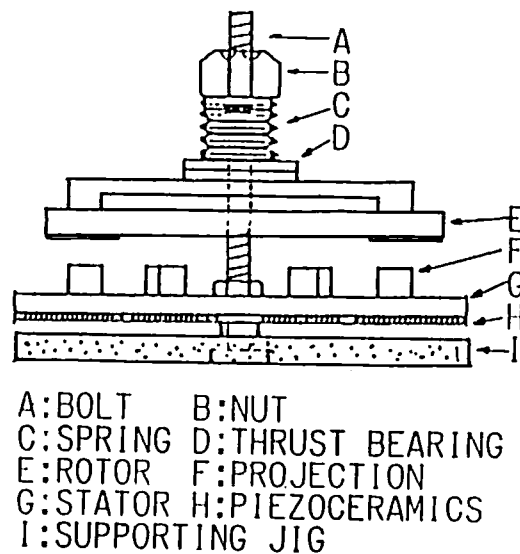 A
B
C
D
E
F
G
H
I
A:BOLT B:NUT
C:SPRING D:THRUST BEARING
E:ROTOR F:PROJECTION
G:STATOR H:PIEZOCERAMICS
I:SUPPORTING JIG